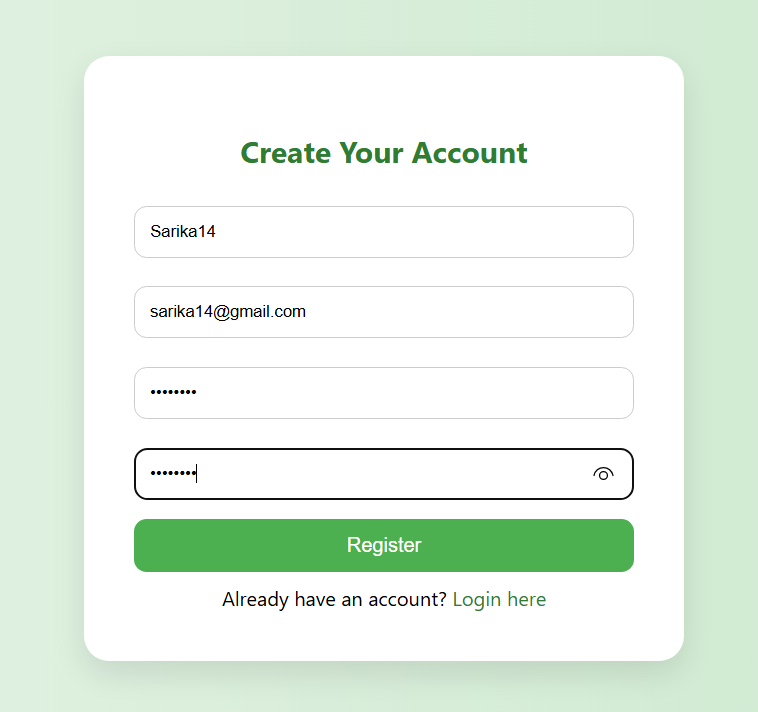 Create Your Account
Sarika14
sarika14@gmail.com
••••••••
••••••••
Register
Already have an account? Login here